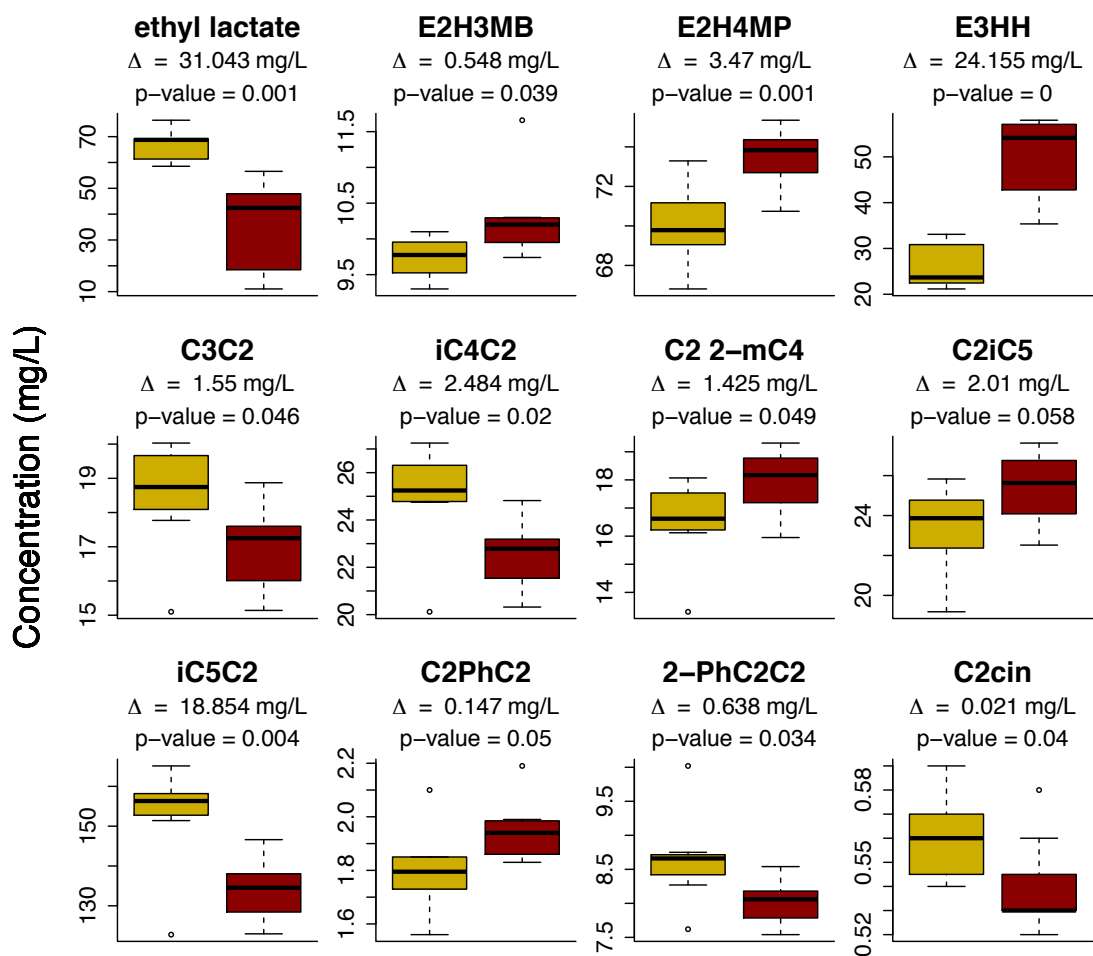 ethyl lactate
Δ = 31.043 mg/L
p−value = 0.001
70
50
30
10
E2H3MB
Δ = 0.548 mg/L
p−value = 0.039
11.5
10.5
9.5
E2H4MP
Δ = 3.47 mg/L
p−value = 0.001
72
68
E3HH
Δ = 24.155 mg/L
p−value = 0
50
40
30
20
Concentration (mg/L)
C3C2
Δ = 1.55 mg/L
p−value = 0.046
19
17
15
iC4C2
Δ = 2.484 mg/L
p−value = 0.02
26
24
22
20
C2 2−mC4
Δ = 1.425 mg/L
p−value = 0.049
18
16
14
C2iC5
Δ = 2.01 mg/L
p−value = 0.058
24
20
iC5C2
Δ = 18.854 mg/L
p−value = 0.004
150
130
C2PhC2
Δ = 0.147 mg/L
p−value = 0.05
2.2
2.0
1.8
1.6
2−PhC2C2
Δ = 0.638 mg/L
p−value = 0.034
9.5
8.5
7.5
C2cin
Δ = 0.021 mg/L
p−value = 0.04
0.58
0.55
0.52